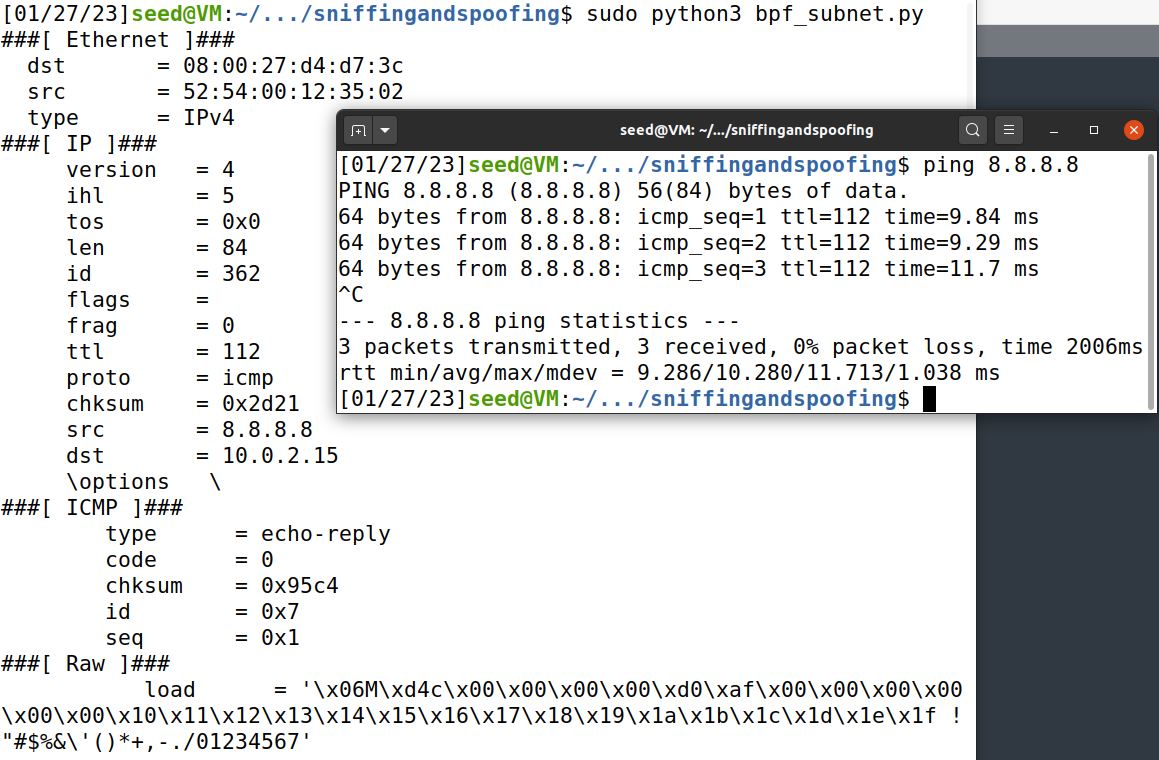 [01/27/23]seed@VM:~/.../sniffingandspoofing$ sudo python3 bpf_subnet.py
###[ Ethernet ]###
  dst       = 08:00:27:d4:d7:3c
  src       = 52:54:00:12:35:02
  type      = IPv4
###[ IP ]###
     version   = 4
     ihl       = 5
     tos       = 0x0
     len       = 84
     id        = 362
     flags     =
     frag      = 0
     ttl       = 112
     proto     = icmp
     chksum    = 0x2d21
     src       = 8.8.8.8
     dst       = 10.0.2.15
     \options   \
###[ ICMP ]###
        type      = echo-reply
        code      = 0
        chksum    = 0x95c4
        id        = 0x7
        seq       = 0x1
###[ Raw ]###
           load      = '\x06M\xd4c\x00\x00\x00\x00\xd0\xaf\x00\x00\x00\x00
\x00\x00\x10\x11\x12\x13\x14\x15\x16\x17\x18\x19\x1a\x1b\x1c\x1d\x1e\x1f !
"#$%&\'()*+,-./01234567'
seed@VM: ~/.../sniffingandspoofing
[01/27/23]seed@VM:~/.../sniffingandspoofing$ ping 8.8.8.8
PING 8.8.8.8 (8.8.8.8) 56(84) bytes of data.
64 bytes from 8.8.8.8: icmp_seq=1 ttl=112 time=9.84 ms
64 bytes from 8.8.8.8: icmp_seq=2 ttl=112 time=9.29 ms
64 bytes from 8.8.8.8: icmp_seq=3 ttl=112 time=11.7 ms
^C
--- 8.8.8.8 ping statistics ---
3 packets transmitted, 3 received, 0% packet loss, time 2006ms
rtt min/avg/max/mdev = 9.286/10.280/11.713/1.038 ms
[01/27/23]seed@VM:~/.../sniffingandspoofing$